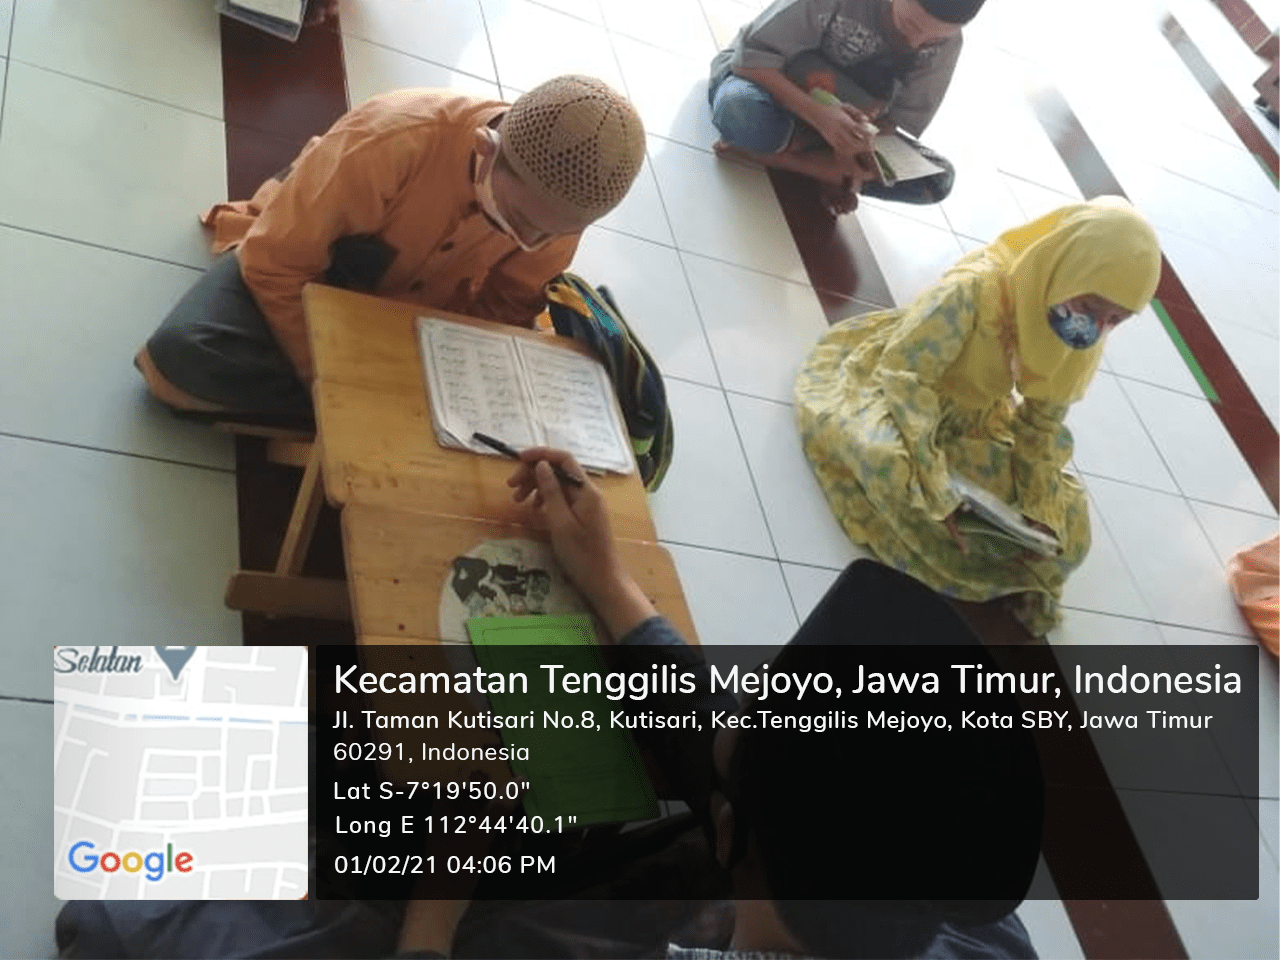 Selatan
Google
Kecamatan Tenggilis Mejoyo, Jawa Timur, Indonesia
Jl. Taman Kutisari No.8, Kutisari, Kec.Tenggilis Mejoyo, Kota SBY, Jawa Timur
60291, Indonesia
Lat S-7°19'50.0"
Long E 112°44'40.1"
01/02/21 04:06 PM